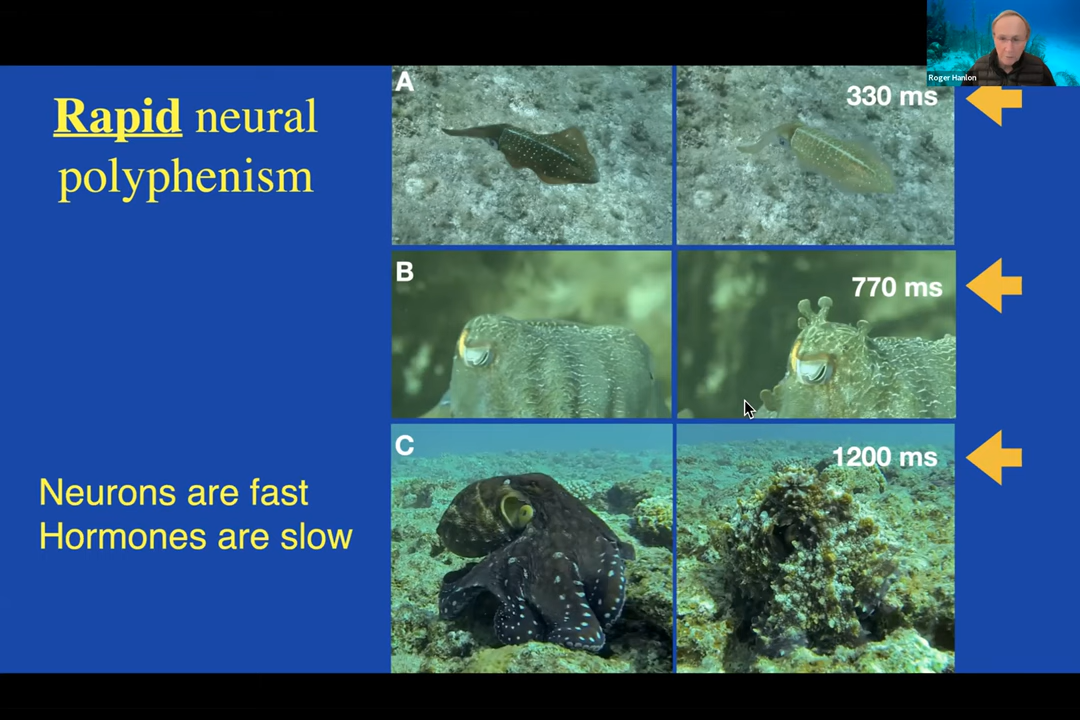 Rapid neural
polyphenism
Neurons are fast
Hormones are slow
A
330 ms
B
770 ms
C
1200 ms
Roger Hanlon